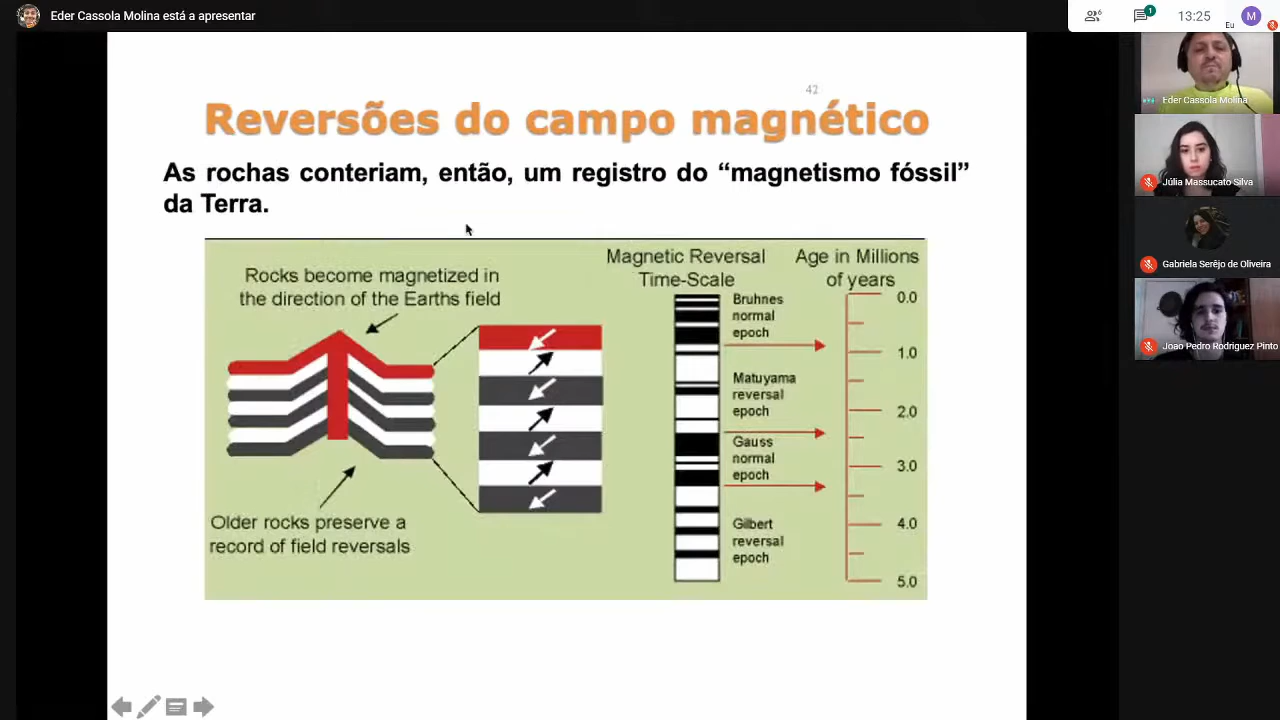 Eder Cassola Molina está a apresentar
6
1
13:25
Eu
M
42
Reversões do campo magnético
As rochas conteriam, então, um registro do “magnetismo fóssil”
da Terra.
Rocks become magnetized in
the direction of the Earths field
Older rocks preserve a
record of field reversals
Magnetic Reversal
Time-Scale
Bruhnes
normal
epoch
Matuyama
reversal
epoch
Gauss
normal
epoch
Gilbert
reversal
epoch
Age in Millions
of years
0.0
1.0
2.0
3.0
4.0
5.0
Eder Cassola Molina
Júlia Massucato Silva
Gabriela Serêjo de Oliveira
Joao Pedro Rodriguez Pinto